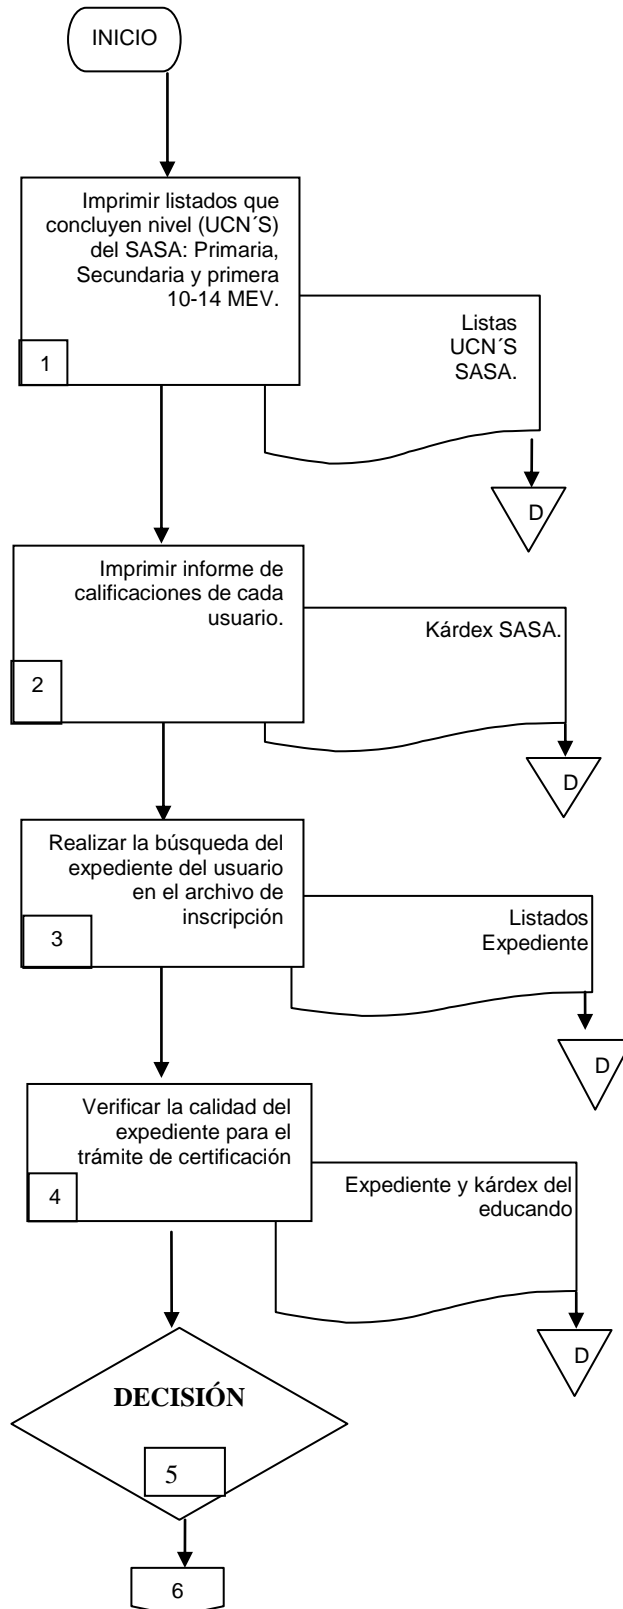 INICIO
Imprimir listados que
concluyen nivel (UCN´S)
del SASA: Primaria,
Secundaria y primera
10-14 MEV.
1
Listas
UCN´S
SASA.
D
Imprimir informe de
calificaciones de cada
usuario.
2
Kárdex SASA.
D
Realizar la búsqueda del
expediente del usuario
en el archivo de
inscripción
3
Listados
Expediente
D
Verificar la calidad del
expediente para el
trámite de certificación
4
Expediente y kárdex del
educando
D
DECISIÓN
5
6